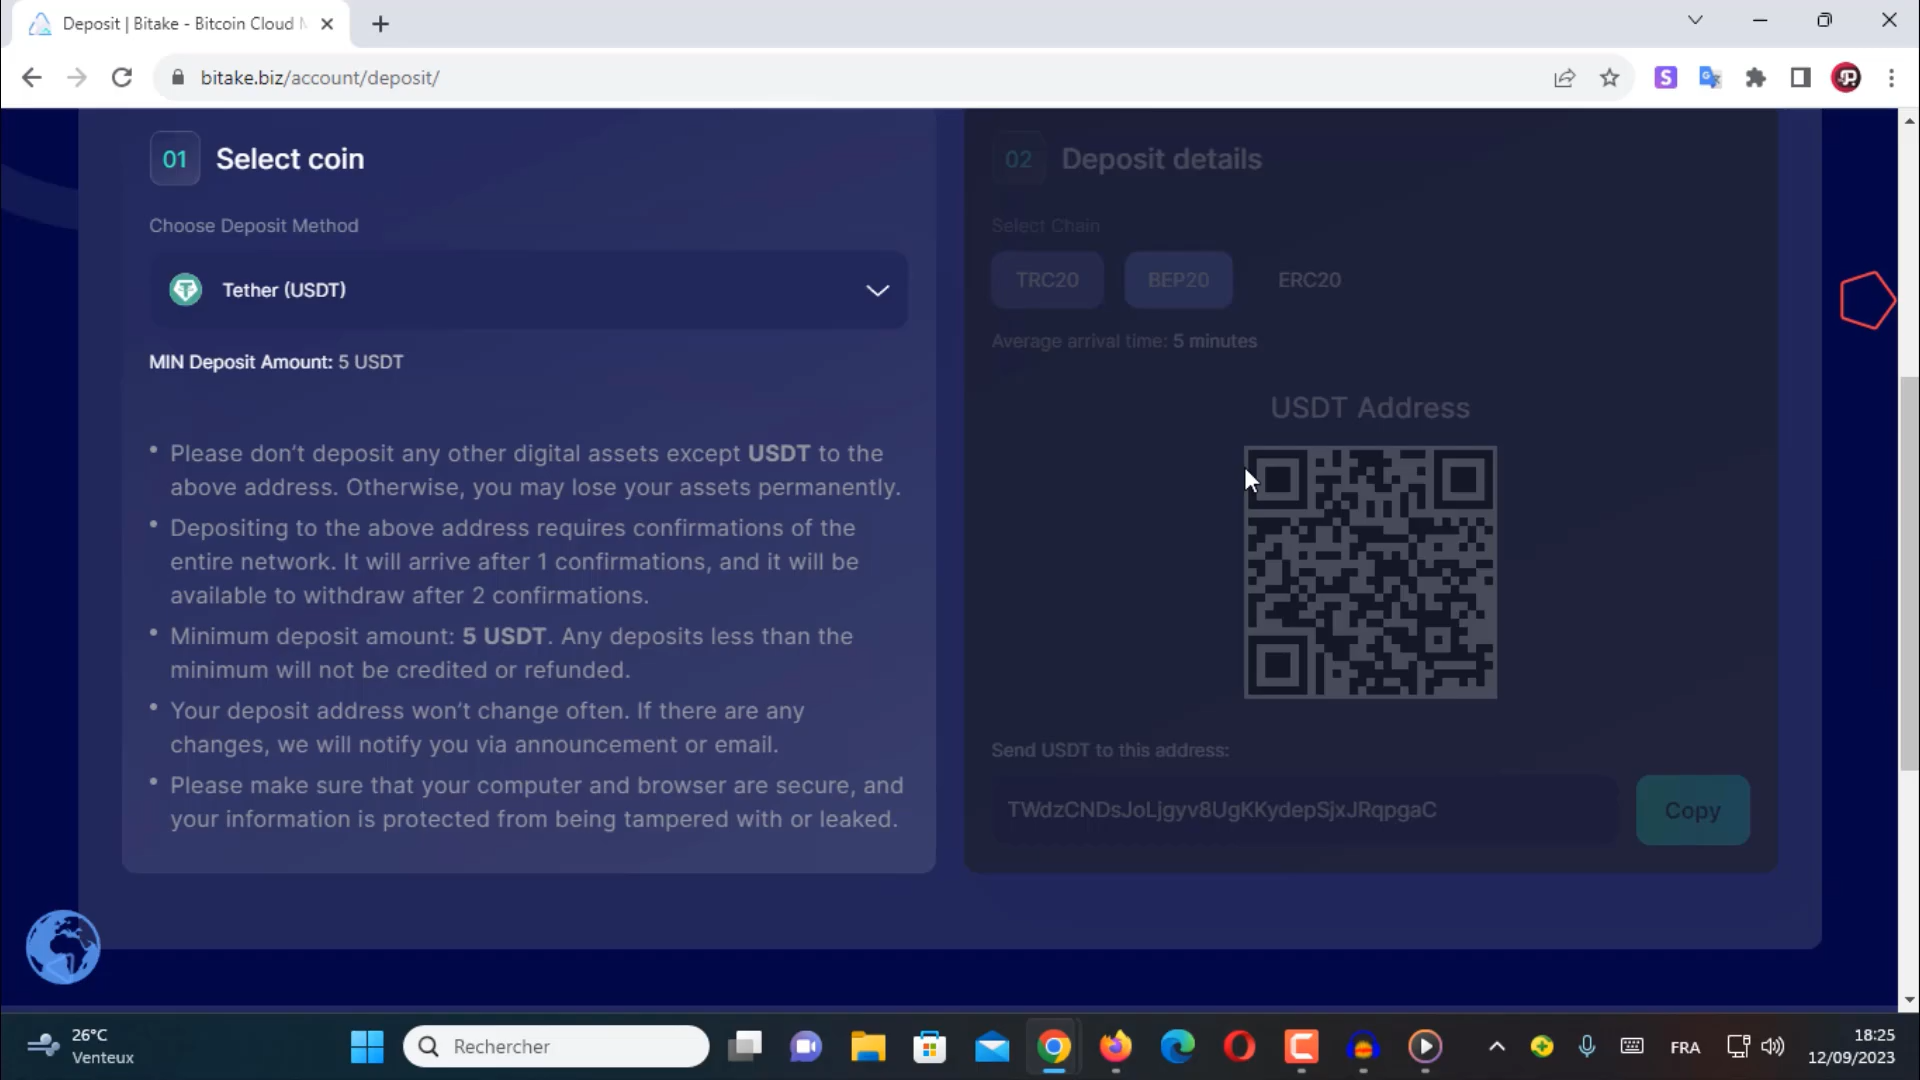 Deposit | Bitake - Bitcoin Cloud M
bitake.biz/account/deposit/
01 Select coin
Choose Deposit Method
Tether (USDT)
MIN Deposit Amount: 5 USDT
• Please don't deposit any other digital assets except USDT to the
above address. Otherwise, you may lose your assets permanently.
• Depositing to the above address requires confirmations of the
entire network. It will arrive after 1 confirmations, and it will be
available to withdraw after 2 confirmations.
• Minimum deposit amount: 5 USDT. Any deposits less than the
minimum will not be credited or refunded.
• Your deposit address won't change often. If there are any
changes, we will notify you via announcement or email.
• Please make sure that your computer and browser are secure, and
your information is protected from being tampered with or leaked.
02 Deposit details
Select Chain
TRC20 BEP20 ERC20
Average arrival time: 5 minutes
USDT Address
Send USDT to this address:
TWdzCNDsJoLjgyv8UgKKydepSjxJRqpgaC
Copy
26°C
Venteux
Rechercher
FRA
18:25
12/09/2023